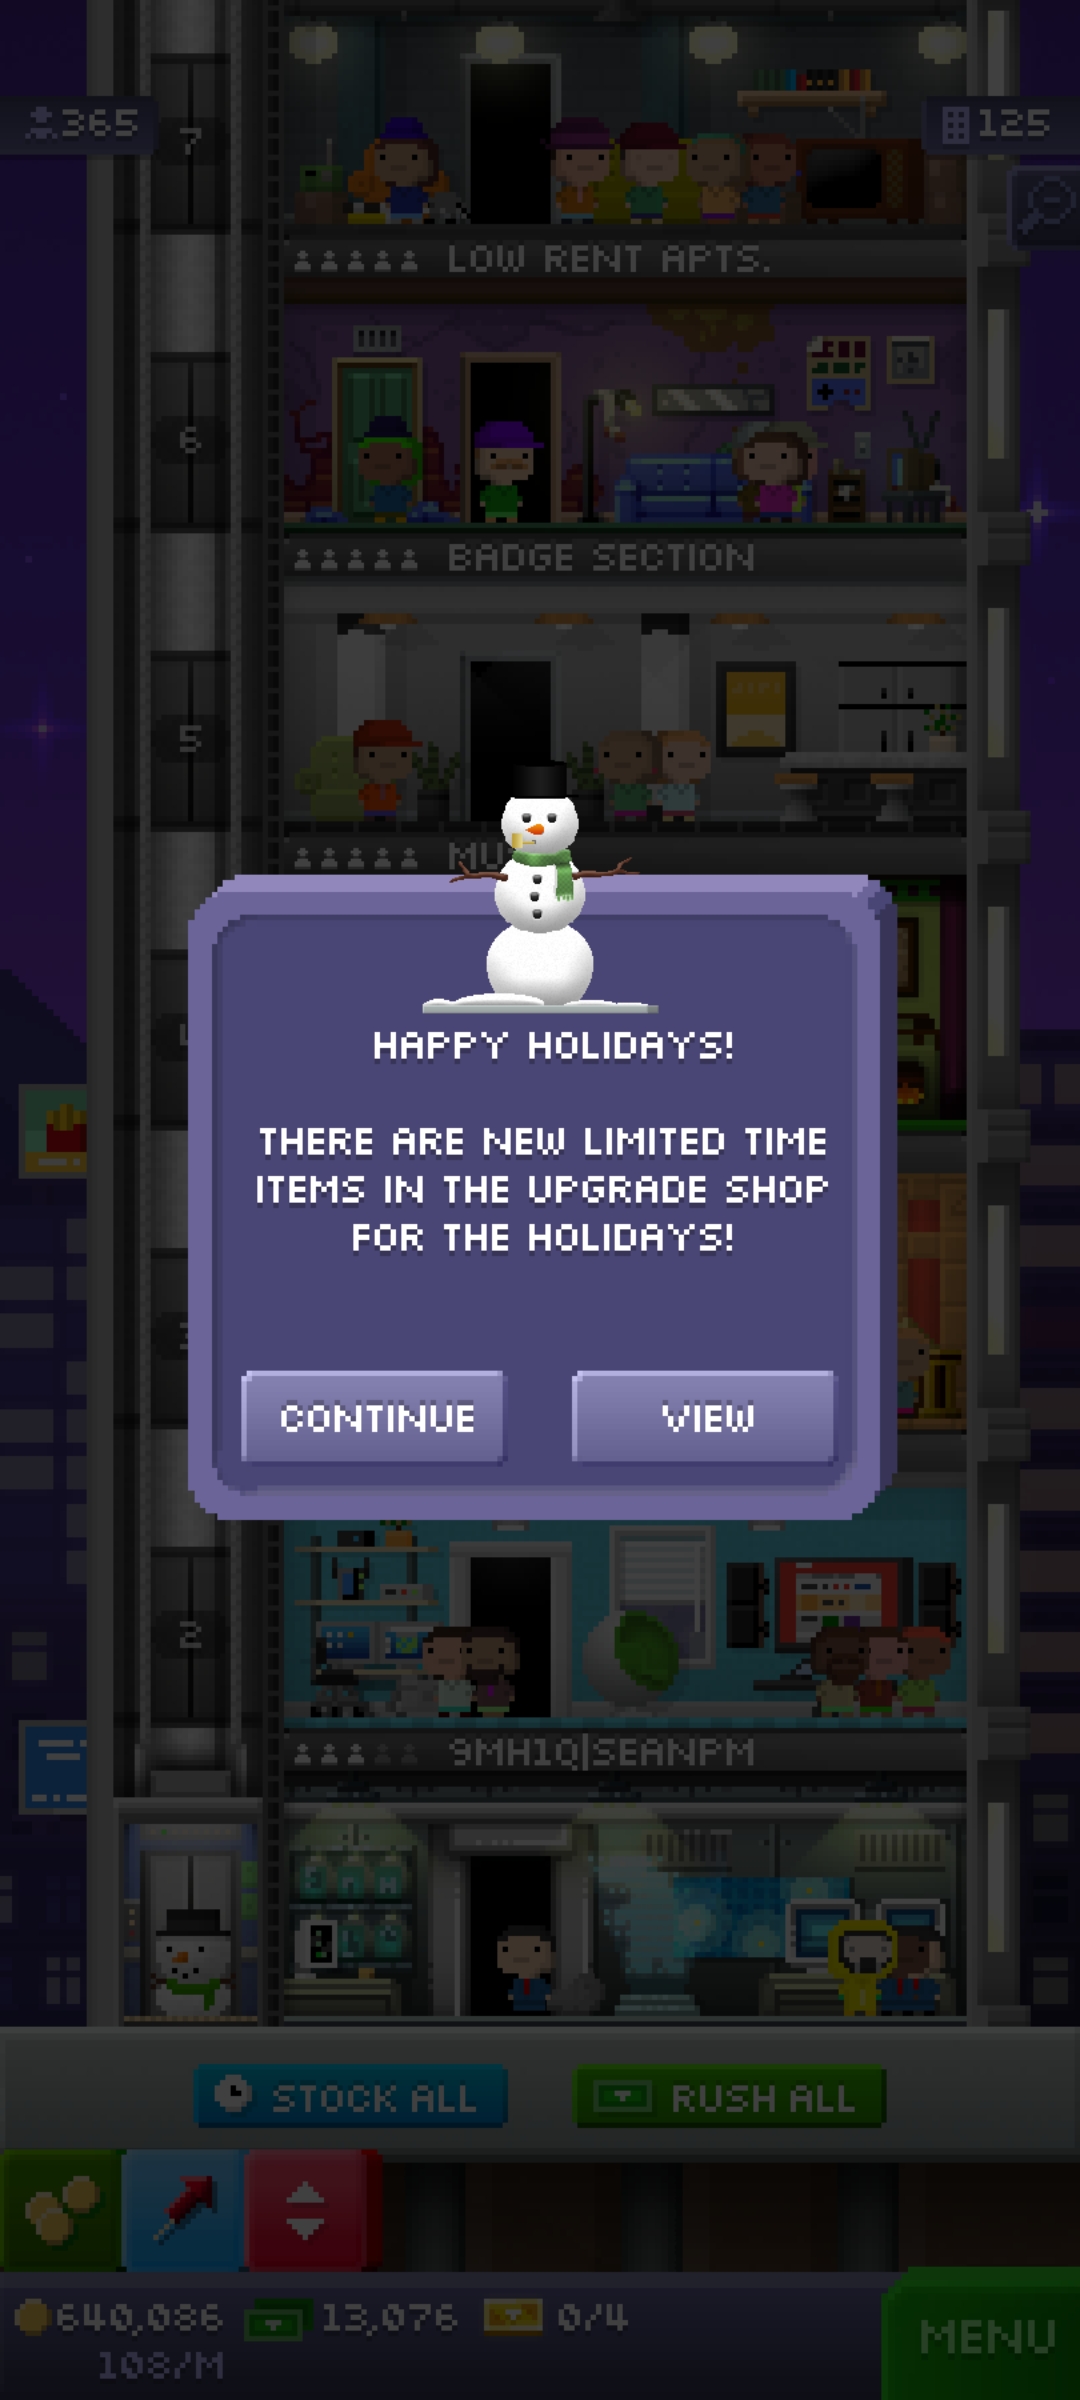 365
125
7
LOW RENT APTS.
6
BADGE SECTION
5
HAPPY HOLIDAYS!
THERE ARE NEW LIMITED TIME
ITEMS IN THE UPGRADE SHOP
FOR THE HOLIDAYS!
CONTINUE
VIEW
2
9MH1Q|SEANPM
STOCK ALL
RUSH ALL
640,086
13,076
0/4
108/M
MENU